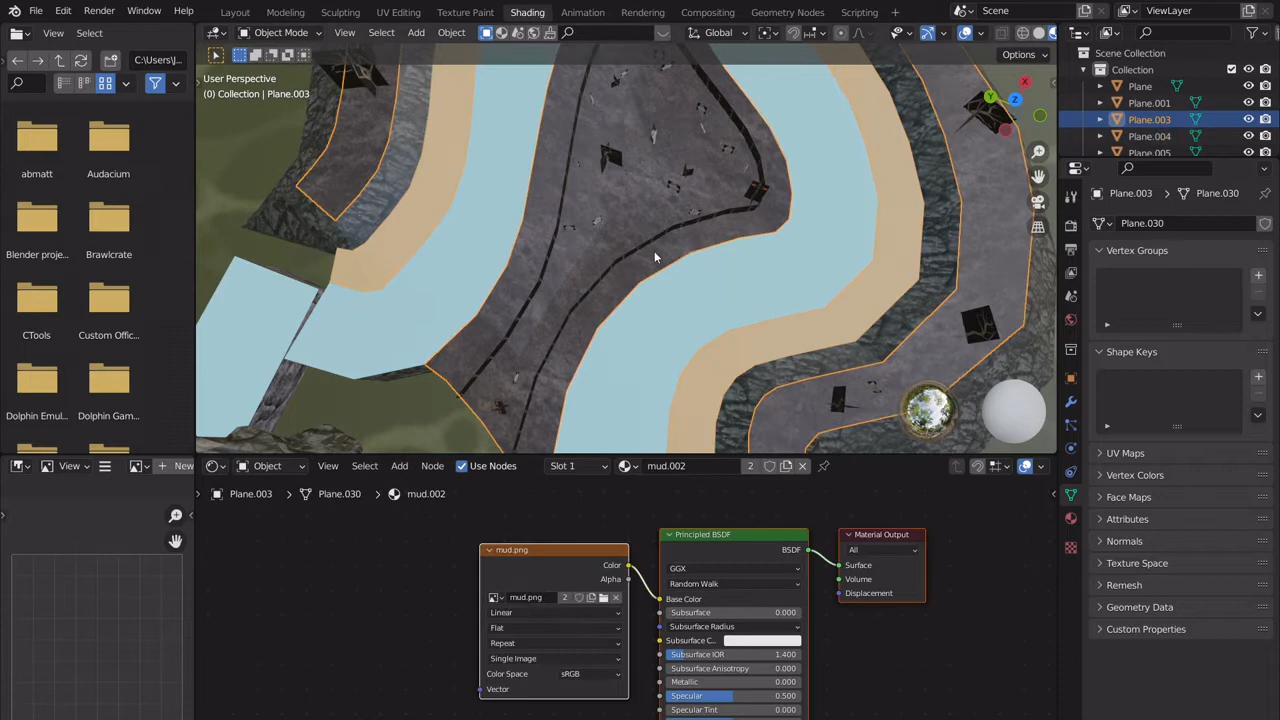 File Edit Render Window Help Layout Modeling Sculpting UV Editing Texture Paint Shading Animation Rendering Compositing Geometry Nodes Scripting Scene ViewLayer
View Select Object Mode View Select Add Object Global
C:\Users\J... Options
User Perspective
(0) Collection | Plane.003
abmatt Audacium
Blender proje... Brawlcrate
CTools Custom Offic...
Dolphin Emul... Dolphin Gam...
X Y Z
Scene Collection
Collection
Plane
Plane.001
Plane.003
Plane.004
Plane.005
Plane.003 Plane.030
Plane.030
Vertex Groups
Shape Keys
UV Maps
Vertex Colors
Face Maps
Attributes
Normals
Texture Space
Remesh
Geometry Data
Custom Properties
View New Object View Select Add Node Use Nodes Slot 1 mud.002 2
Plane.003 Plane.030 mud.002
mud.png
Color
Alpha
mud.png 2
Linear
Flat
Repeat
Single Image
Color Space sRGB
Vector
Principled BSDF
BSDF
GGX
Random Walk
Base Color
Subsurface 0.000
Subsurface Radius
Subsurface C..
Subsurface IOR 1.400
Subsurface Anisotropy 0.000
Metallic 0.000
Specular 0.500
Specular Tint 0.000
Material Output
All
Surface
Volume
Displacement